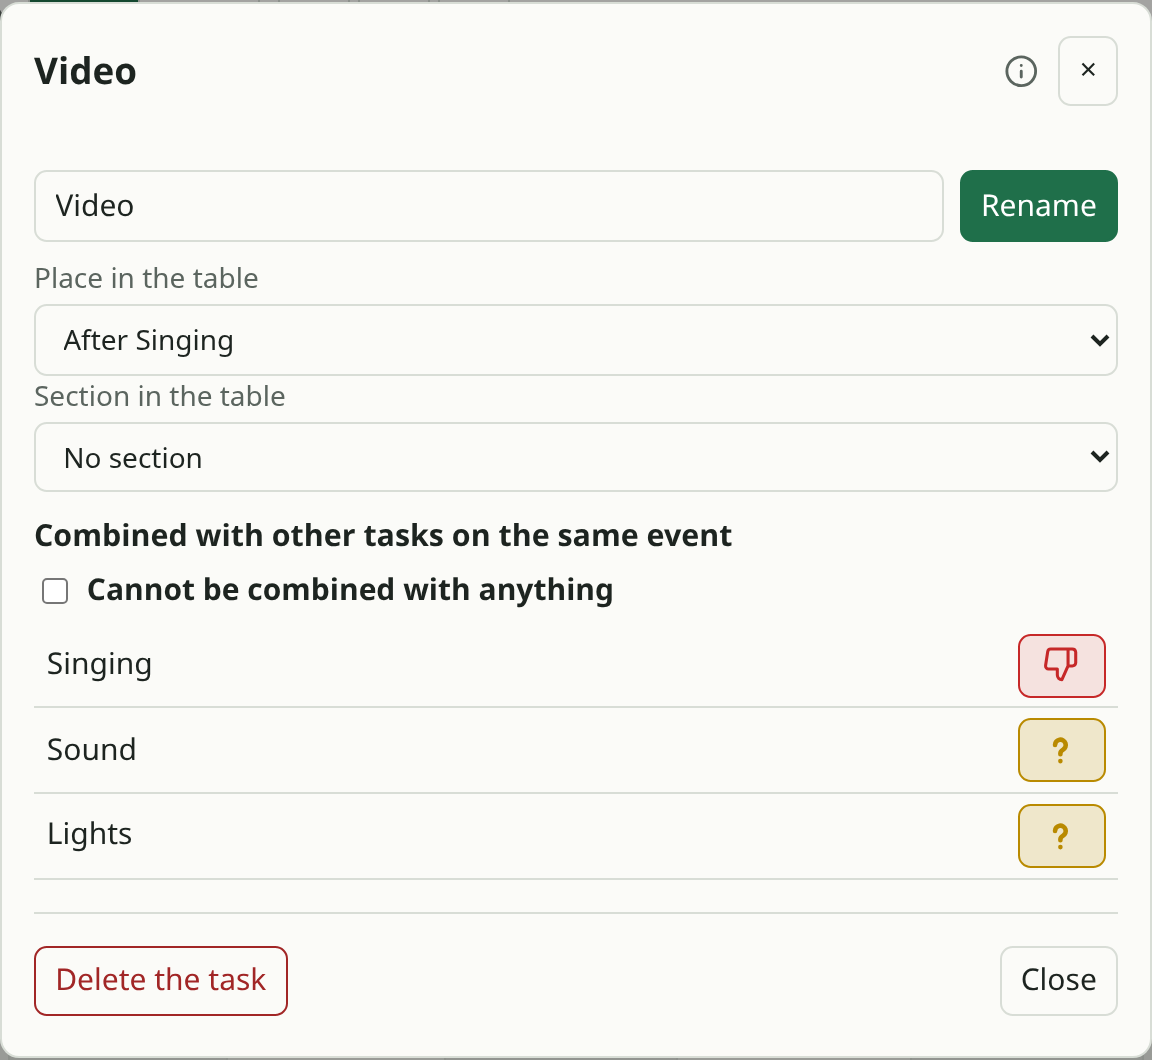 Video
×
Video
Rename
Place in the table
After Singing
Section in the table
No section
Combined with other tasks on the same event
Cannot be combined with anything
Singing
Sound
?
Lights
?
Delete the task
Close